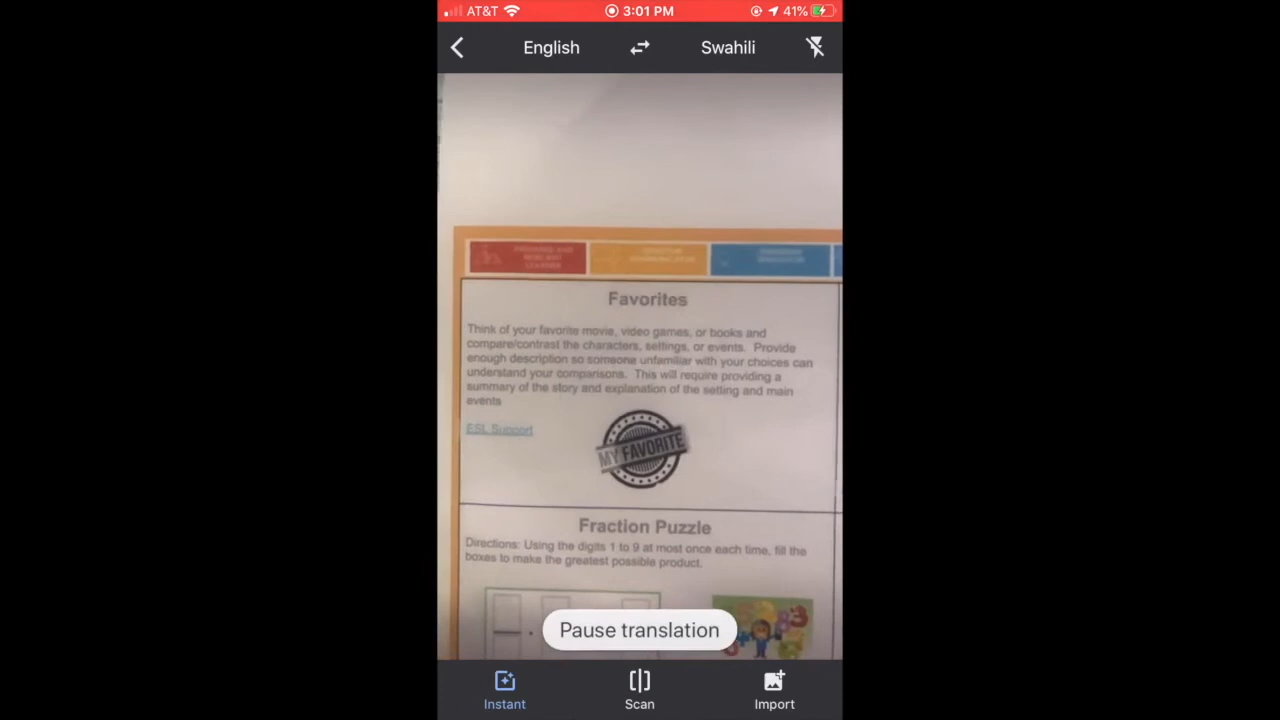 AT&T 3:01 PM 41%
English Swahili
Favorites
Think of your favorite movie, video games, or books and
compare/contrast the characters, settings, or events. Provide
enough description so someone unfamiliar with your choices can
understand your comparisons. This will require providing a
summary of the story and explanation of the setting and main
events
ESL Support
MY FAVORITE
Fraction Puzzle
Directions: Using the digits 1 to 9 at most once each time, fill the
boxes to make the greatest possible product.
Pause translation
Instant Scan Import